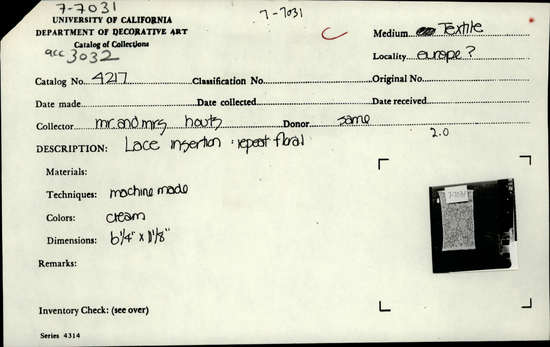 7-7031
7-7031
UNIVERSITY OF CALIFORNIA
DEPARTMENT OF DECORATIVE ART
Catalog of Collections
acc 3032
C
Medium Textile
Locality europe?
Catalog No. 4217 Classification No. Original No.
Date made Date collected Date received
Collector mr. and mrs houts Donor same
2.0
DESCRIPTION: Lace insertion : repeat floral
Materials:
Techniques: machine made
Colors: cream
Dimensions: 6 1/4" x 11 1/8"
7-7031
Remarks:
Inventory Check: (see over)
Series 4314